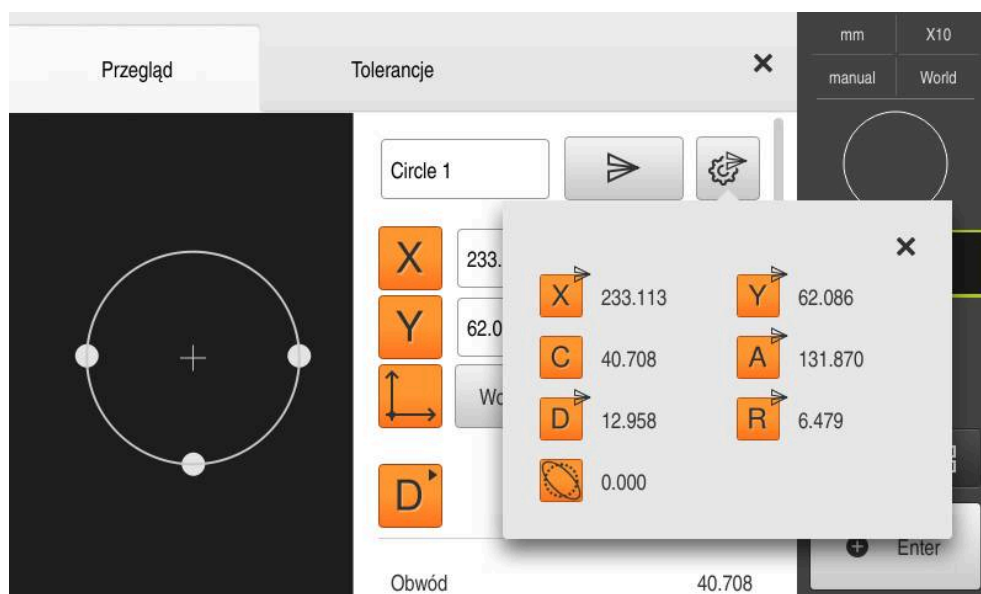 mm X10
Przegląd Tolerancje
manual World
Circle 1
X 233.
Y 62.0
X 233.113 Y 62.086
C 40.708 A 131.870
D 12.958 R 6.479
0.000
D
Enter
Obwód 40.708